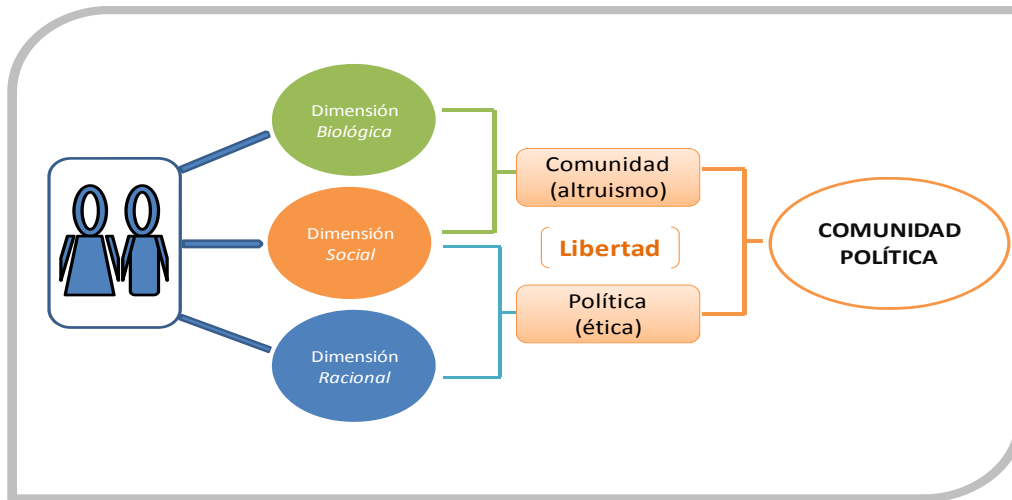 Dimensión
Biológica
Dimensión
Social
Dimensión
Racional
Comunidad
(altruismo)
Libertad
Política
(ética)
COMUNIDAD
POLÍTICA